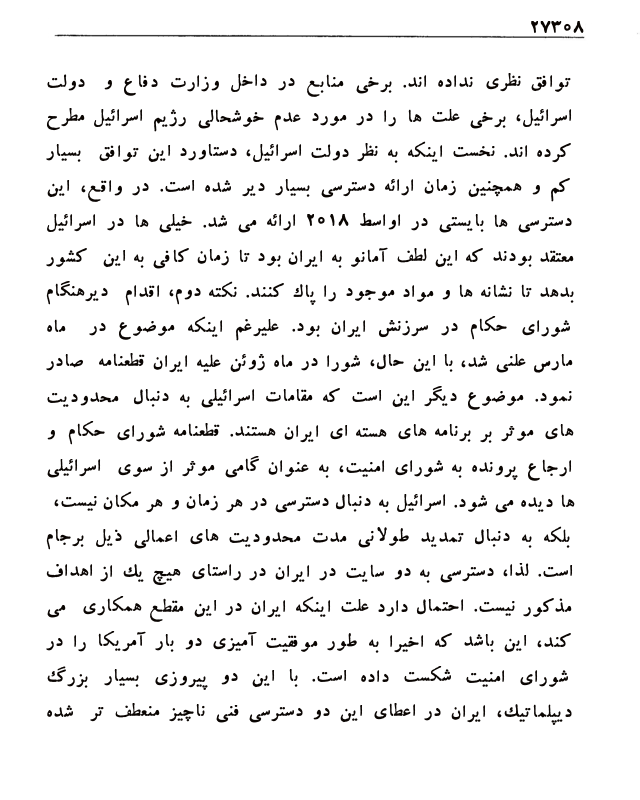 ۲۷۳۰۸
توافق نظری نداده اند. برخی منابع در داخل وزارت دفاع و دولت
اسرائیل، برخی علت ها را در مورد عدم خوشحالی رژیم اسرائیل مطرح
کرده اند. نخست اینکه به نظر دولت اسرائیل، دستاورد این توافق بسیار
کم و همچنین زمان ارائه دسترسی بسیار دیر شده است. در واقع، این
دسترسی ها بایستی در اواسط ۲۰۱۸ ارائه می شد. خیلی ها در اسرائیل
معتقد بودند که این لطف آمانو به ایران بود تا زمان کافی به این کشور
بدهد تا نشانه ها و مواد موجود را پاك کنند. نکته دوم، اقدام دیرهنگام
شورای حکام در سرزنش ایران بود. علیرغم اینکه موضوع در ماه
مارس علنی شد، با این حال، شورا در ماه ژوئن علیه ایران قطعنامه صادر
نمود. موضوع دیگر این است که مقامات اسرائیلی به دنبال محدودیت
های موثر بر برنامه های هسته ای ایران هستند. قطعنامه شورای حکام و
ارجاع پرونده به شورای امنیت، به عنوان گامی موثر از سوی اسرائیلی
ها دیده می شود. اسرائیل به دنبال دسترسی در هر زمان و هر مکان نیست،
بلکه به دنبال تمدید طولانی مدت محدودیت های اعمالی ذیل برجام
است. لذا، دسترسی به دو سایت در ایران در راستای هیچ یك از اهداف
مذکور نیست. احتمال دارد علت اینکه ایران در این مقطع همکاری می
کند، این باشد که اخیرا به طور موفقیت آمیزی دو بار آمریکا را در
شورای امنیت شکست داده است. با این دو پیروزی بسیار بزرگ
دیپلماتیك، ایران در اعطای این دو دسترسی فنی ناچیز منعطف تر شده